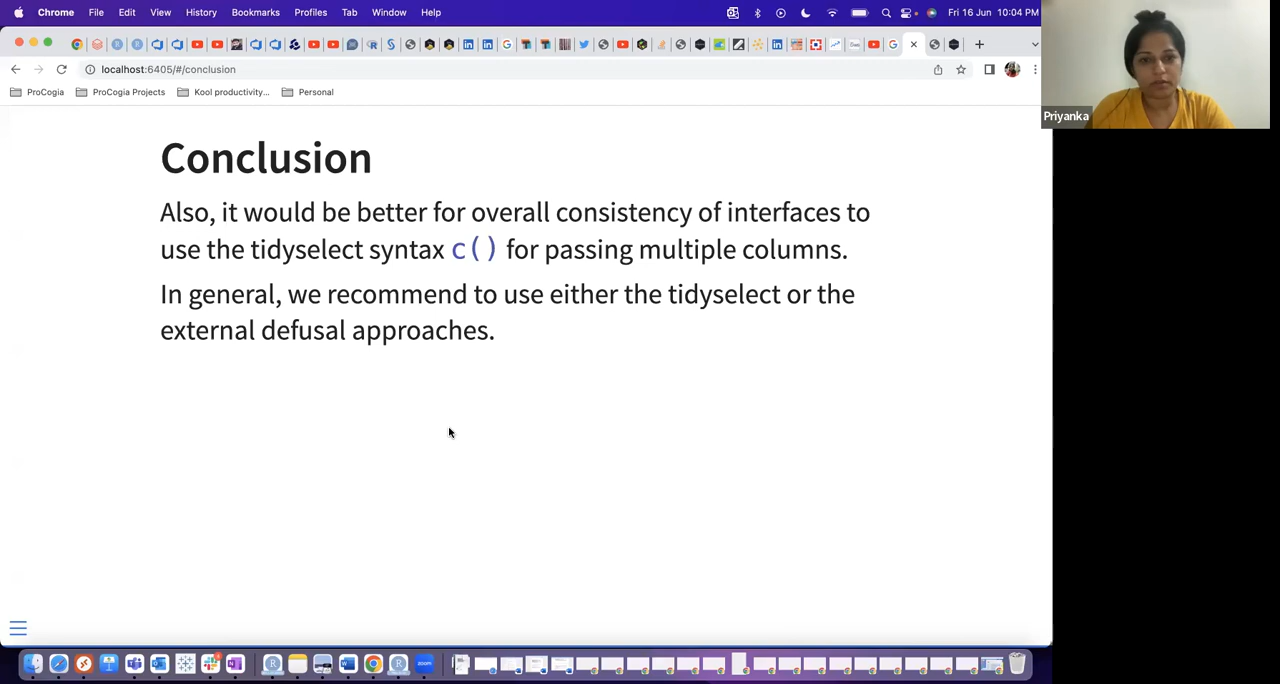 Chrome File Edit View History Bookmarks Profiles Tab Window Help Fri 16 Jun 10:04 PM
localhost:6405/#/conclusion
ProCogia ProCogia Projects Kool productivity... Personal
Priyanka
Conclusion
Also, it would be better for overall consistency of interfaces to
use the tidyselect syntax c() for passing multiple columns.
In general, we recommend to use either the tidyselect or the
external defusal approaches.
zoom